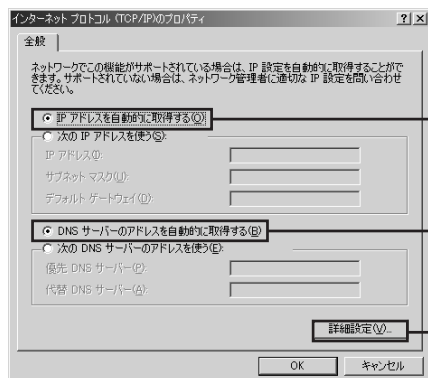 インターネット プロトコル (TCP/IP)のプロパティ
全般
ネットワークでこの機能がサポートされている場合は、IP 設定を自動的に取得することがで
きます。サポートされていない場合は、ネットワーク管理者に適切な IP 設定を問い合わせ
てください。
IP アドレスを自動的に取得する(O)
次の IP アドレスを使う(S):
IP アドレス(I):
サブネット マスク(U):
デフォルト ゲートウェイ(D):
DNS サーバーのアドレスを自動的に取得する(B)
次の DNS サーバーのアドレスを使う(E):
優先 DNS サーバー(P):
代替 DNS サーバー(A):
詳細設定(V)...
OK
キャンセル